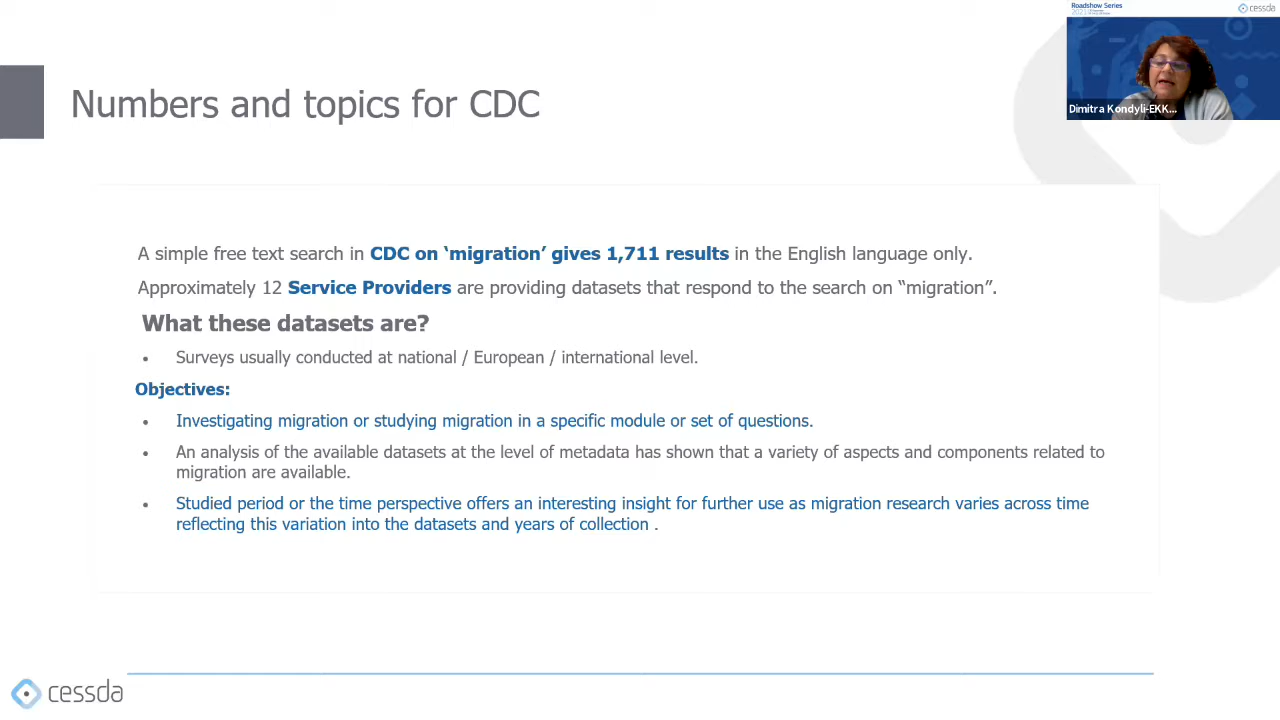 Roadshow Series
2021
cessda
Dimitra Kondyli-EKK...
Numbers and topics for CDC
A simple free text search in CDC on ‘migration’ gives 1,711 results in the English language only.
Approximately 12 Service Providers are providing datasets that respond to the search on “migration”.
What these datasets are?
• Surveys usually conducted at national / European / international level.
Objectives:
• Investigating migration or studying migration in a specific module or set of questions.
• An analysis of the available datasets at the level of metadata has shown that a variety of aspects and components related to
migration are available.
• Studied period or the time perspective offers an interesting insight for further use as migration research varies across time
reflecting this variation into the datasets and years of collection .
cessda